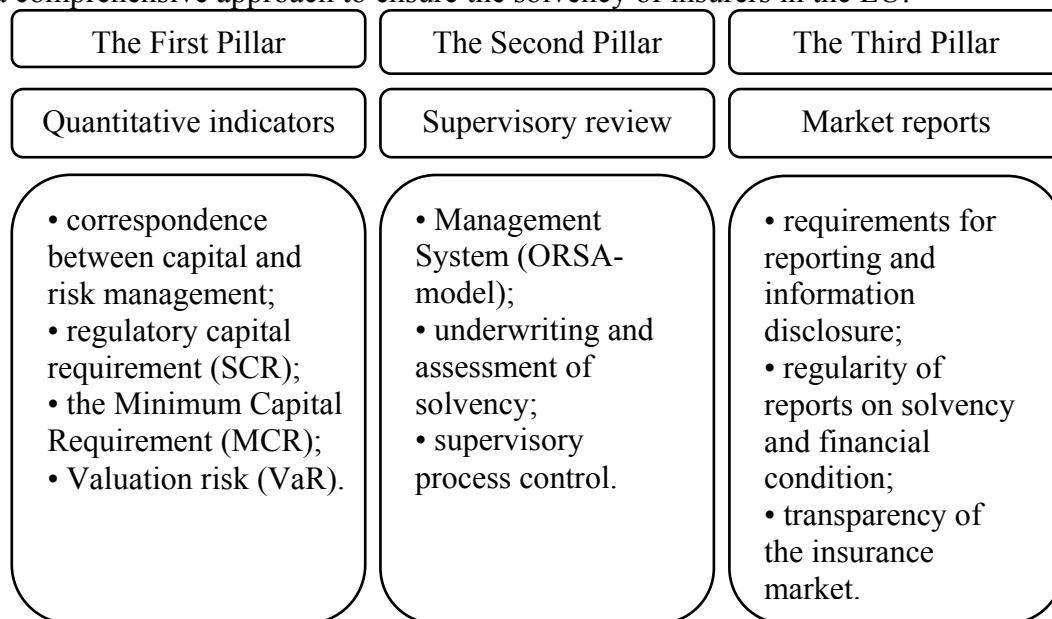 comprehensive approach to ensure the solvency of insurers in the EU.
The First Pillar
The Second Pillar
The Third Pillar
Quantitative indicators
Supervisory review
Market reports
• correspondence
between capital and
risk management;
• regulatory capital
requirement (SCR);
• the Minimum Capital
Requirement (MCR);
• Valuation risk (VaR).
• Management
System (ORSA-
model);
• underwriting and
assessment of
solvency;
• supervisory
process control.
• requirements for
reporting and
information
disclosure;
• regularity of
reports on solvency
and financial
condition;
• transparency of
the insurance
market.